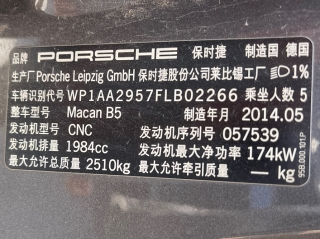 品牌 PORSCHE 保时捷 制造国 德国
生产厂 Porsche Leipzig GmbH 保时捷股份公司莱比锡工厂 1%
车辆识别代号 WP1AA2957FLB02266 乘坐人数 5
整车型号 Macan B5 制造年月 2014.05
发动机型号 CNC 发动机序号 057539
发动机排量 1984cc 发动机最大净功率 174kW
最大允许总质量 2510kg 最大允许牵引质量 — kg
95B.000.101.P